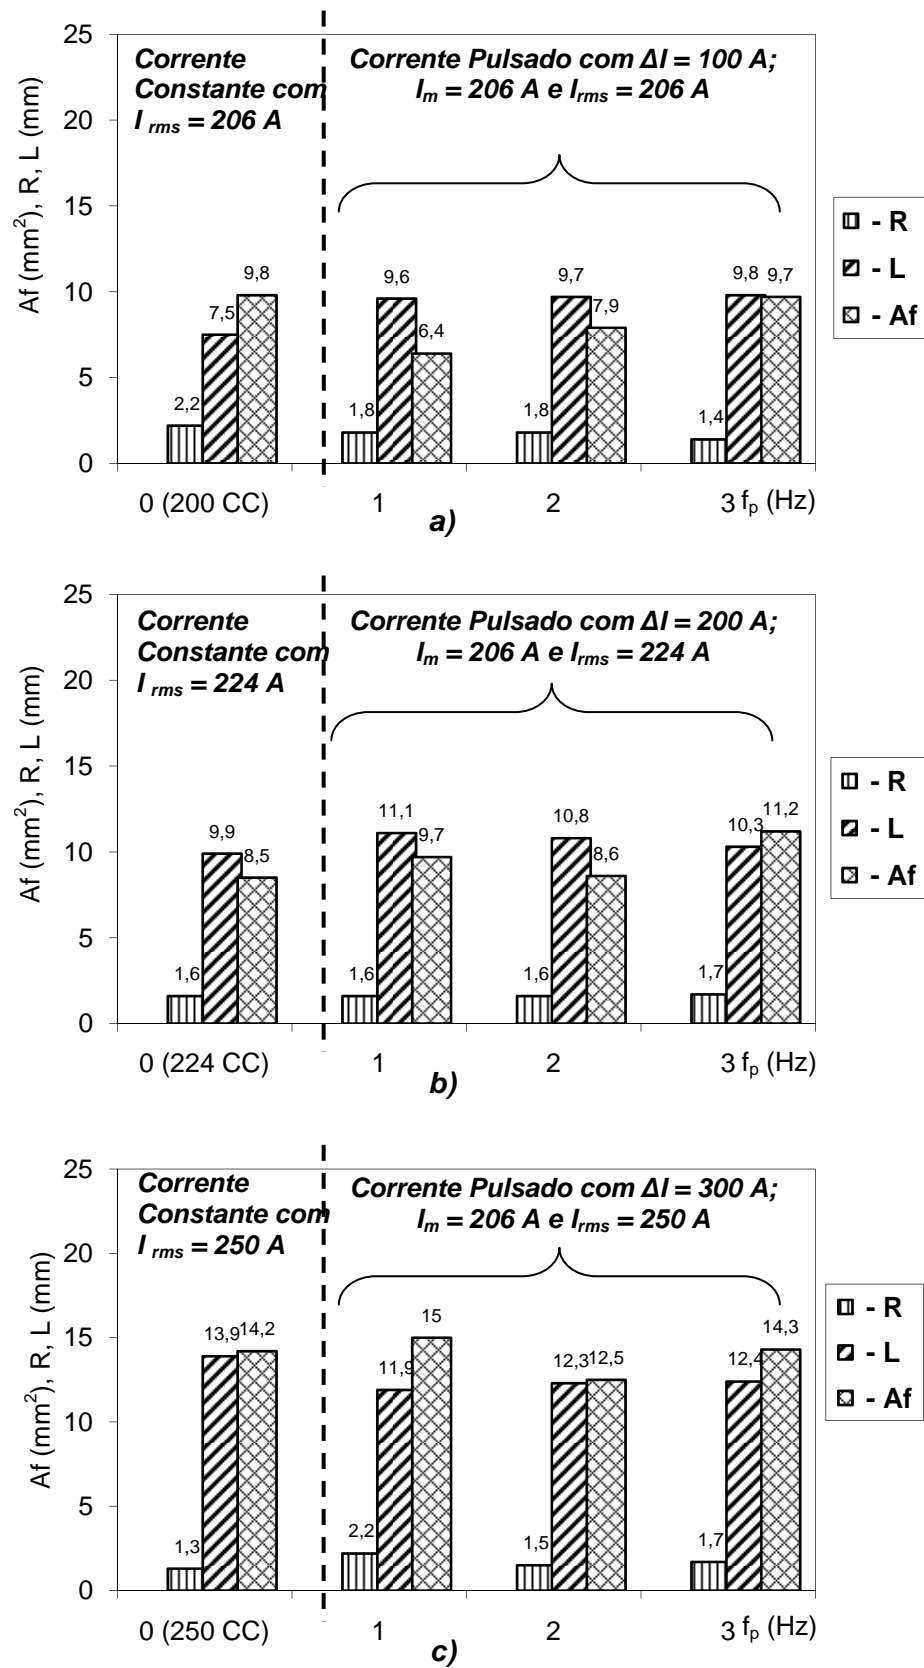 Corrente
Constante com
I rms = 206 A
Corrente Pulsado com ΔI = 100 A;
Im = 206 A e Irms = 206 A
Af (mm²), R, L (mm)
25
20
15
10
5
0
2,2
7,5
9,8
1,8
9,6
6,4
1,8
9,7
7,9
1,4
9,8
9,7
- R
- L
- Af
0 (200 CC) 1 2 3 fp (Hz)
a)
Corrente
Constante com
I rms = 224 A
Corrente Pulsado com ΔI = 200 A;
Im = 206 A e Irms = 224 A
Af (mm²), R, L (mm)
25
20
15
10
5
0
1,6
9,9
8,5
1,6
11,1
9,7
1,6
10,8
8,6
1,7
10,3
11,2
- R
- L
- Af
0 (224 CC) 1 2 3 fp (Hz)
b)
Corrente
Constante com
I rms = 250 A
Corrente Pulsado com ΔI = 300 A;
Im = 206 A e Irms = 250 A
Af (mm²), R, L (mm)
25
20
15
10
5
0
1,3
13,9
14,2
2,2
11,9
15
1,5
12,3
12,5
1,7
12,4
14,3
- R
- L
- Af
0 (250 CC) 1 2 3 fp (Hz)
c)